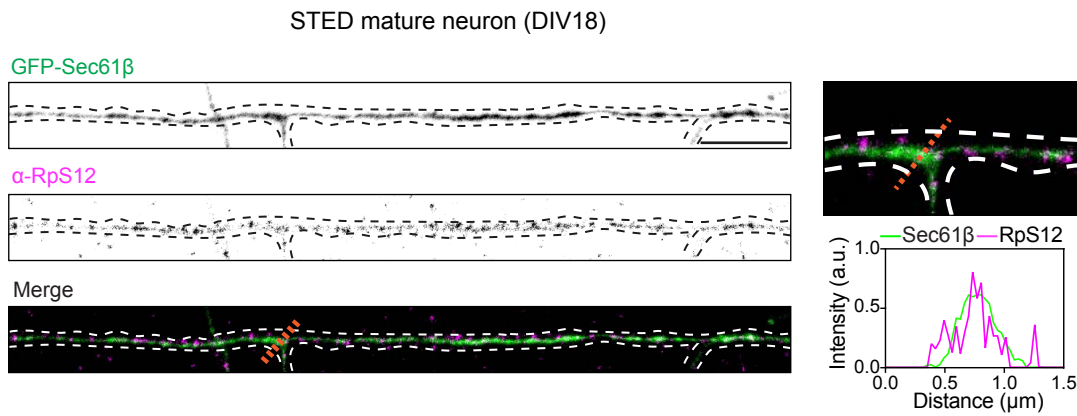 STED mature neuron (DIV18)
GFP-Sec61β
α-RpS12
Merge
Sec61β RpS12
Intensity (a.u.)
1.0
0.5
0.0
0.0 0.5 1.0 1.5
Distance (µm)